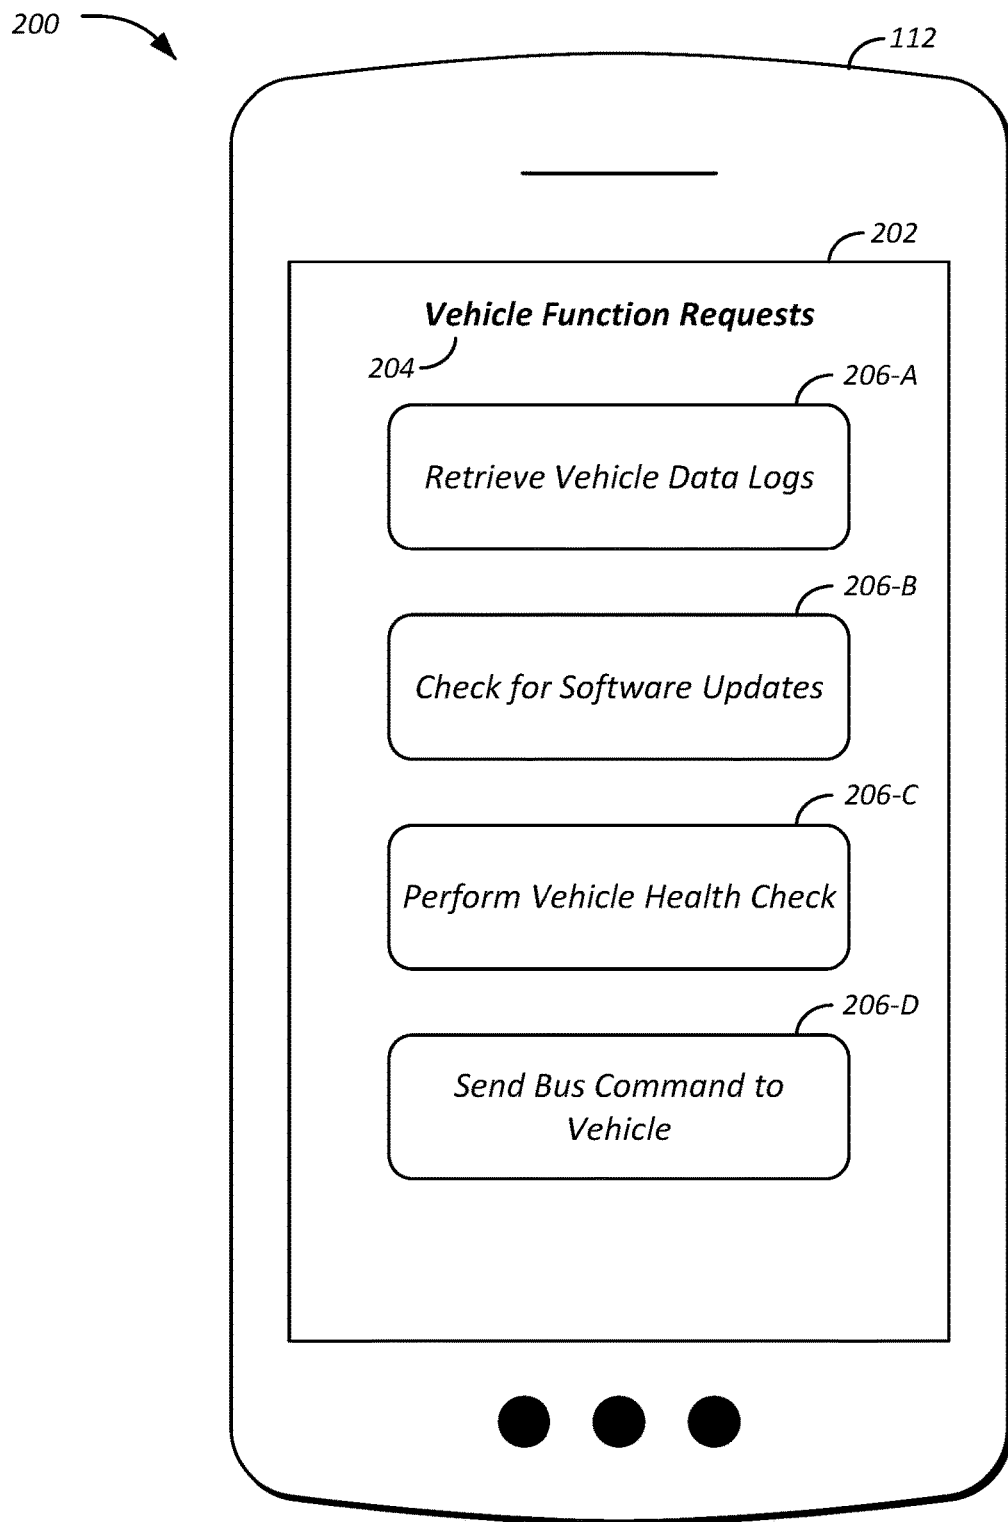 200
112
202
Vehicle Function Requests
204
206-A
Retrieve Vehicle Data Logs
206-B
Check for Software Updates
206-C
Perform Vehicle Health Check
206-D
Send Bus Command to
Vehicle